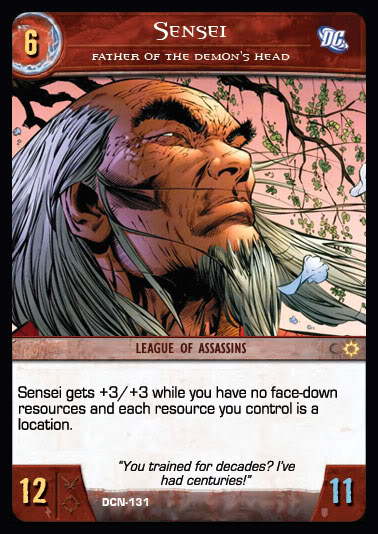 6
SENSEI
DC
FATHER OF THE DEMON'S HEAD
LEAGUE OF ASSASSINS
C
Sensei gets +3/+3 while you have no face-down
resources and each resource you control is a
location.
"You trained for decades? I've
had centuries!"
12
DCN-131
11